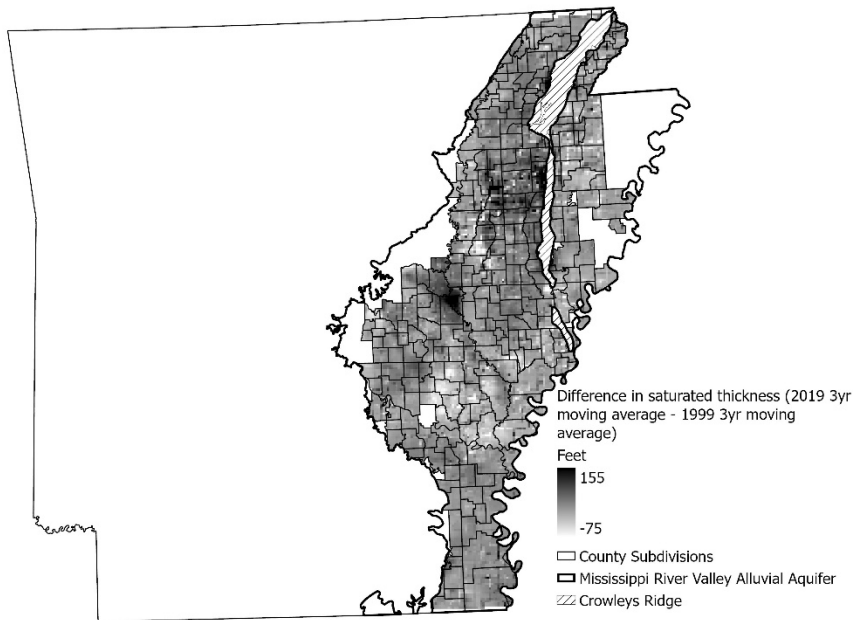 Difference in saturated thickness (2019 3yr
moving average - 1999 3yr moving
average)
Feet
155
-75
County Subdivisions
Mississippi River Valley Alluvial Aquifer
Crowleys Ridge